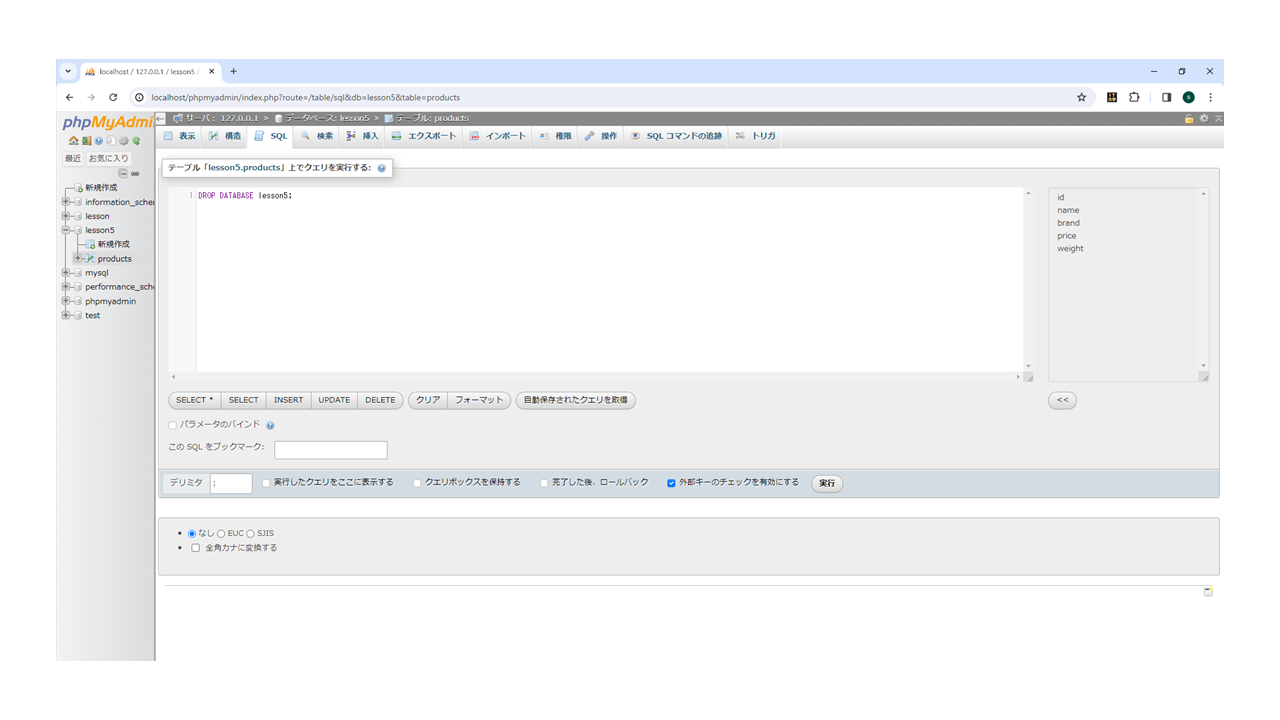 localhost / 127.0.0.1 / lesson5 /
localhost/phpmyadmin/index.php?route=/table/sql&db=lesson5&table=products
phpMyAdmi
サーバ: 127.0.0.1 » データベース: lesson5 » テーブル: products
表示 構造 SQL 検索 挿入 エクスポート インポート 権限 操作 SQL コマンドの追跡 トリガ
最近 お気に入り
新規作成
information_sche
lesson
lesson5
新規作成
products
mysql
performance_sch
phpmyadmin
test
テーブル「lesson5.products」上でクエリを実行する:
1 DROP DATABASE lesson5;
id
name
brand
price
weight
SELECT * SELECT INSERT UPDATE DELETE クリア フォーマット 自動保存されたクエリを取得 <<
パラメータのバインド
この SQL をブックマーク:
デリミタ ; 実行したクエリをここに表示する クエリボックスを保持する 完了した後、ロールバック 外部キーのチェックを有効にする 実行
なし EUC SJIS
全角カナに変換する